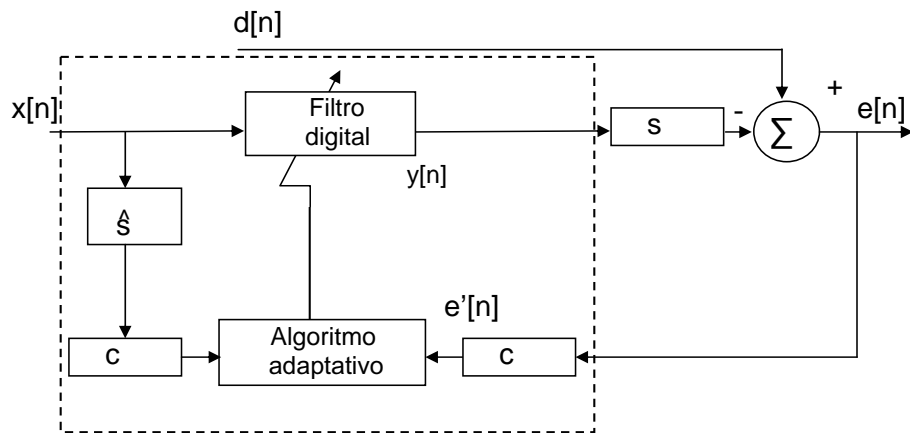 d[n]
x[n]
Filtro
digital
y[n]
s
-
+
Σ
e[n]
ŝ
e’[n]
c
Algoritmo
adaptativo
c